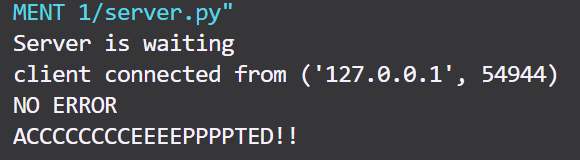 MENT 1/server.py"
Server is waiting
client connected from ('127.0.0.1', 54944)
NO ERROR
ACCCCCCCCEEEEPPPPTED!!